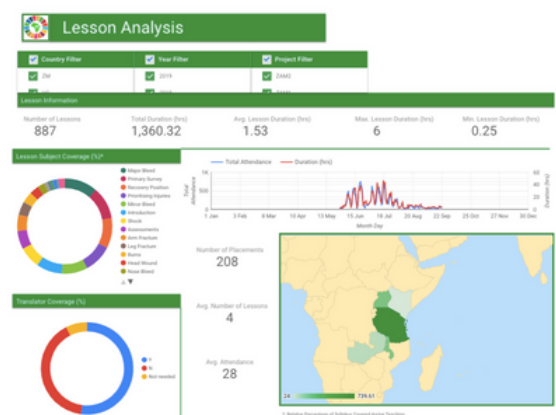 Lesson Analysis
Country Filter
Year Filter
Project Filter
ZM
2019
Lesson Information
Number of Lessons
887
Total Duration (hrs)
1,360.32
Avg. Lesson Duration (hrs)
1.53
Max. Lesson Duration (hrs)
6
Min. Lesson Duration (hrs)
0.25
Lesson Subject Coverage (%)*
Major Bleed
Primary Survey
Recovery Position
Prioritising Injuries
Minor Bleed
Introduction
Shock
Assessments
Arm Fracture
Leg Fracture
Burns
Head Wound
Nose Bleed
Total Attendance
Duration (hrs)
Total Attendance
1K
500
0
60
40
20
0
Duration (hrs)
1 Jan
3 Feb
8 Mar
10 Apr
13 May
15 Jun
18 Jul
20 Aug
22 Sep
25 Oct
27 Nov
30 Dec
Month Day
Number of Placements
208
Avg. Number of Lessons
4
Avg. Attendance
28
Translator Coverage (%)
Y
N
Not needed
24
739.61